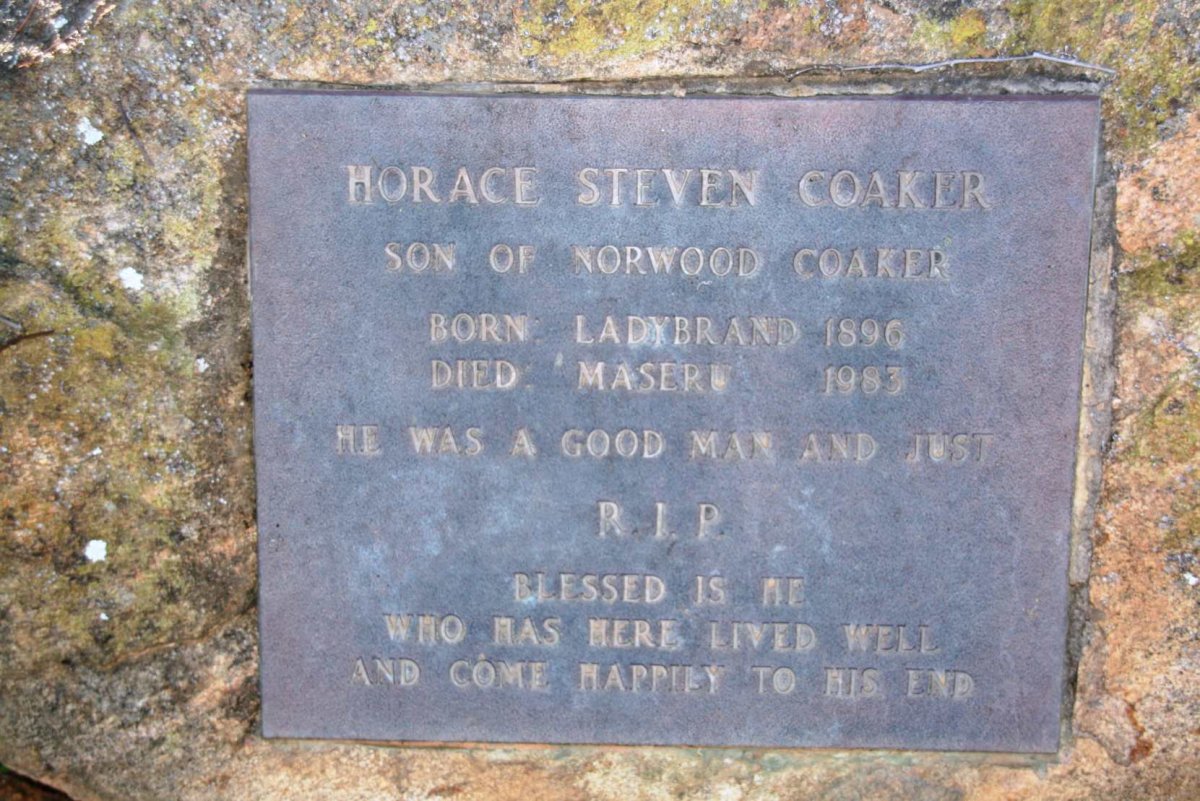 HORACE STEVEN COAKER
SON OF NORWOOD COAKER
BORN: LADYBRAND 1896
DIED: MASERU 1983
HE WAS A GOOD MAN AND JUST
R.I.P.
BLESSED IS HE
WHO HAS HERE LIVED WELL
AND COME HAPPILY TO HIS END